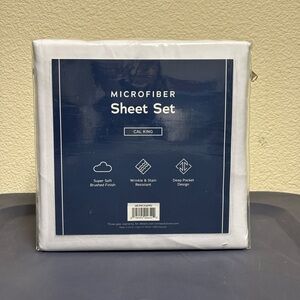 MICROFIBER
Sheet Set
CAL KING
Super Soft
Brushed Finish
Wrinkle & Stain
Resistant
Deep Pocket
Design